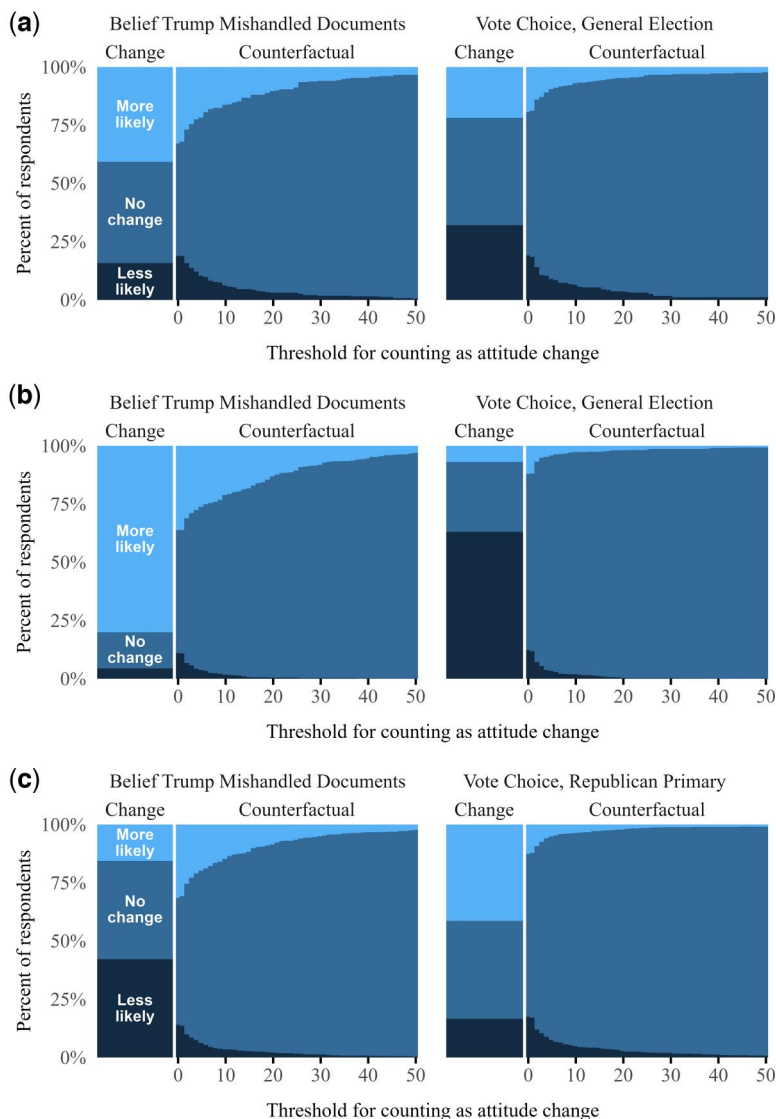 (a)
Belief Trump Mishandled Documents
Vote Choice, General Election
Change
Counterfactual
Change
Counterfactual
Percent of respondents
100%
75%
50%
25%
0%
More
likely
No
change
Less
likely
0 10 20 30 40 50
0 10 20 30 40 50
Threshold for counting as attitude change
(b)
Belief Trump Mishandled Documents
Vote Choice, General Election
Change
Counterfactual
Change
Counterfactual
Percent of respondents
100%
75%
50%
25%
0%
More
likely
No
change
0 10 20 30 40 50
0 10 20 30 40 50
Threshold for counting as attitude change
(c)
Belief Trump Mishandled Documents
Vote Choice, Republican Primary
Change
Counterfactual
Change
Counterfactual
Percent of respondents
100%
75%
50%
25%
0%
More
likely
No
change
Less
likely
0 10 20 30 40 50
0 10 20 30 40 50
Threshold for counting as attitude change